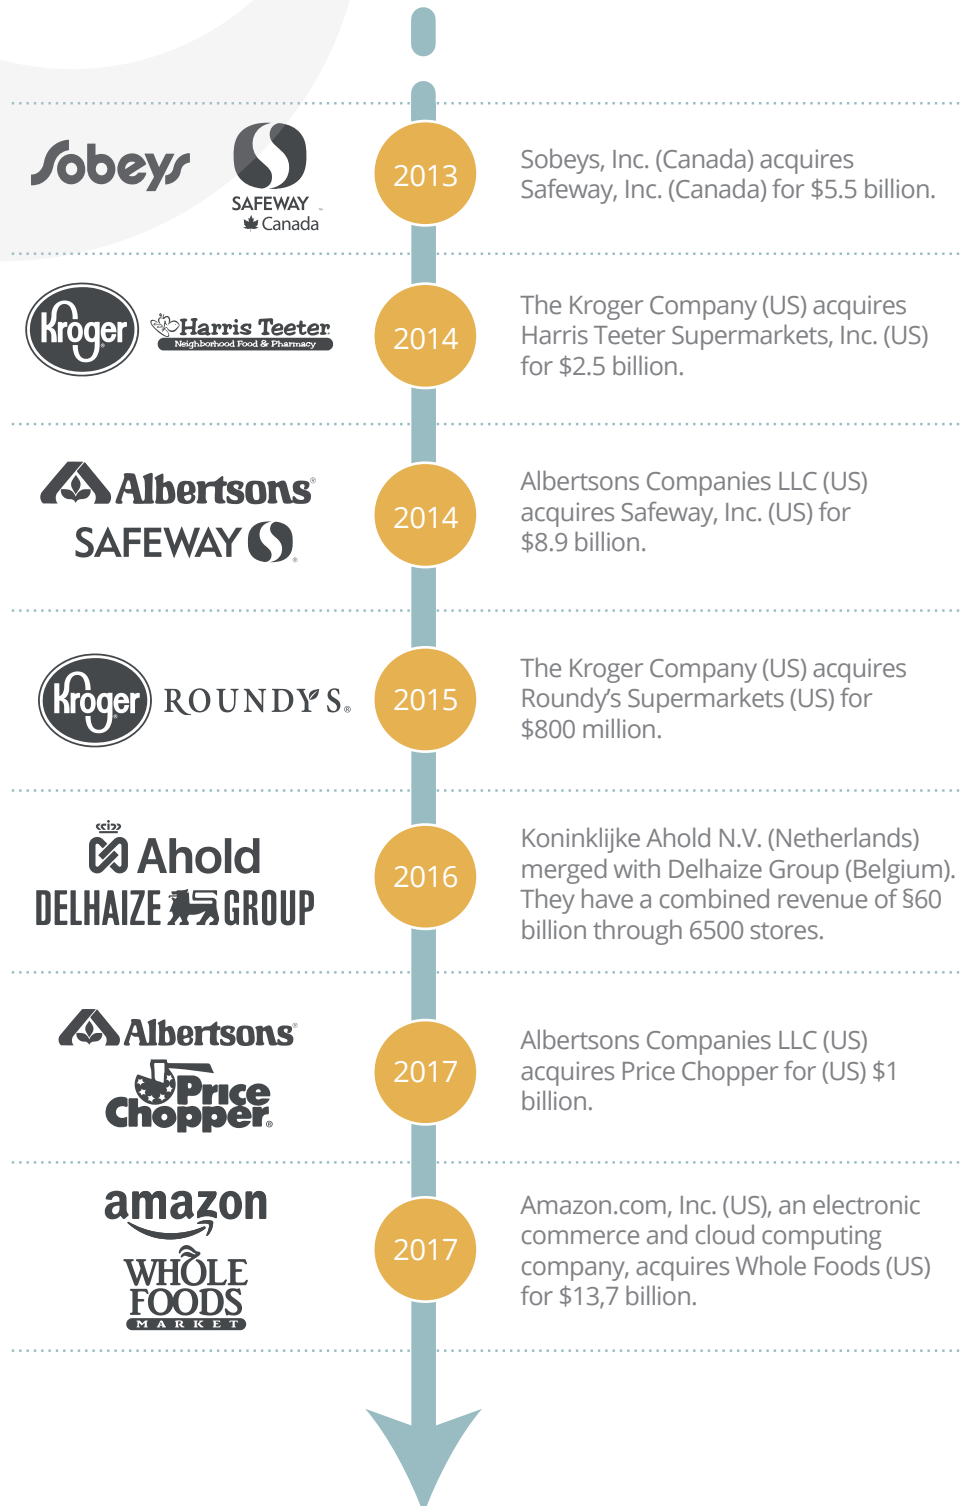 Sobeys
SAFEWAY
Canada
2013
Sobeys, Inc. (Canada) acquires
Safeway, Inc. (Canada) for $5.5 billion.
Kroger
Harris Teeter
Neighborhood Food & Pharmacy
2014
The Kroger Company (US) acquires
Harris Teeter Supermarkets, Inc. (US)
for $2.5 billion.
Albertsons®
SAFEWAY®
2014
Albertsons Companies LLC (US)
acquires Safeway, Inc. (US) for
$8.9 billion.
Kroger
ROUNDY'S®
2015
The Kroger Company (US) acquires
Roundy’s Supermarkets (US) for
$800 million.
Ahold
DELHAIZE GROUP
2016
Koninklijke Ahold N.V. (Netherlands)
merged with Delhaize Group (Belgium).
They have a combined revenue of §60
billion through 6500 stores.
Albertsons®
Price
Chopper®
2017
Albertsons Companies LLC (US)
acquires Price Chopper for (US) $1
billion.
amazon
WHOLE
FOODS
MARKET
2017
Amazon.com, Inc. (US), an electronic
commerce and cloud computing
company, acquires Whole Foods (US)
for $13,7 billion.